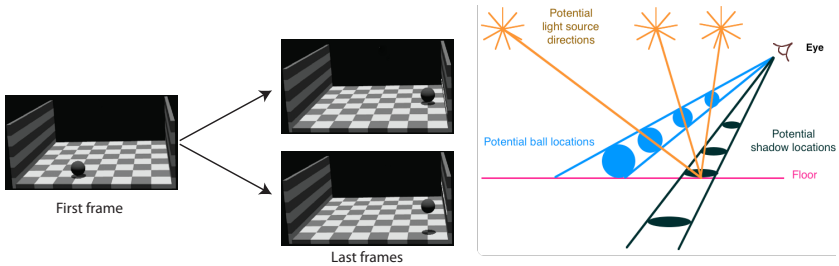 First frame
Last frames
Potential
light source
directions
Eye
Potential ball locations
Potential
shadow locations
Floor